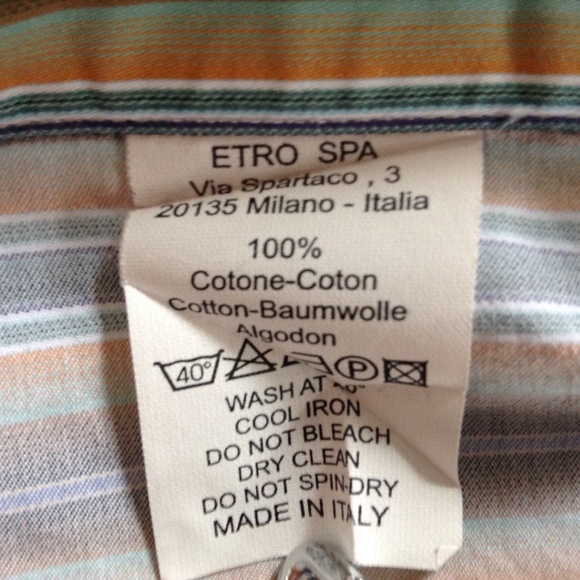 ETRO SPA
Via Spartaco , 3
20135 Milano - Italia
100%
Cotone-Coton
Cotton-Baumwolle
Algodon
40° P
WASH AT 40°
COOL IRON
DO NOT BLEACH
DRY CLEAN
DO NOT SPIN-DRY
MADE IN ITALY